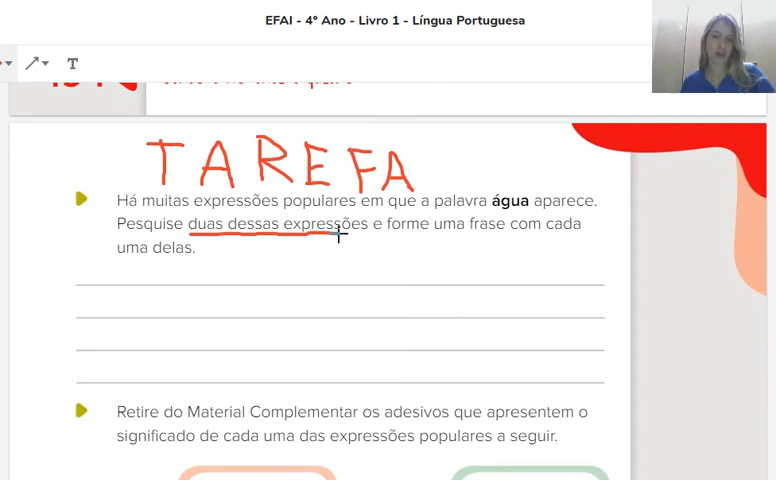 EFAI - 4º Ano - Livro 1 - Língua Portuguesa
T
TAREFA
Há muitas expressões populares em que a palavra água aparece.
Pesquise duas dessas expressões e forme uma frase com cada
uma delas.
Retire do Material Complementar os adesivos que apresentem o
significado de cada uma das expressões populares a seguir.